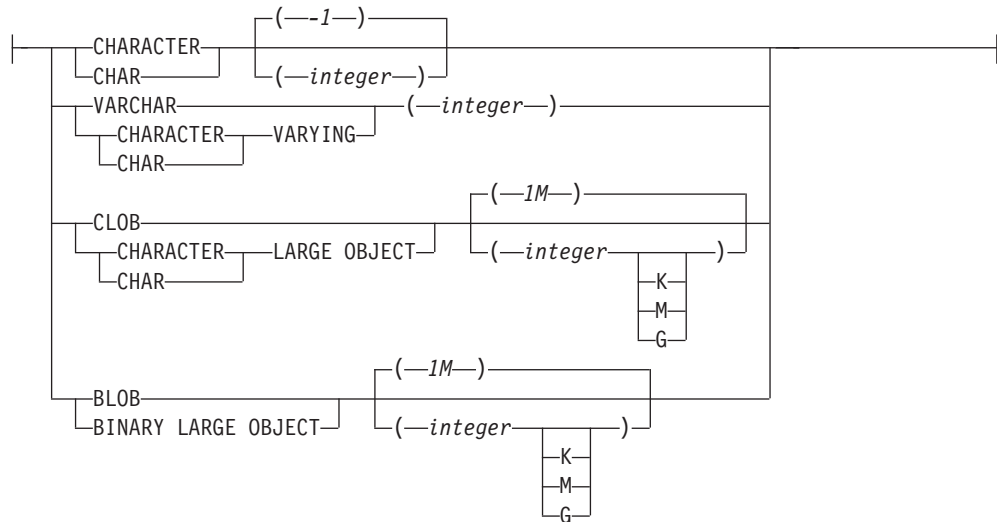 ( -1 )
CHARACTER
CHAR ( integer )
VARCHAR ( integer )
CHARACTER VARYING
CHAR
( 1M )
CLOB
CHARACTER LARGE OBJECT ( integer )
CHAR K
M
G
( 1M )
BLOB
BINARY LARGE OBJECT ( integer )
K
M
G